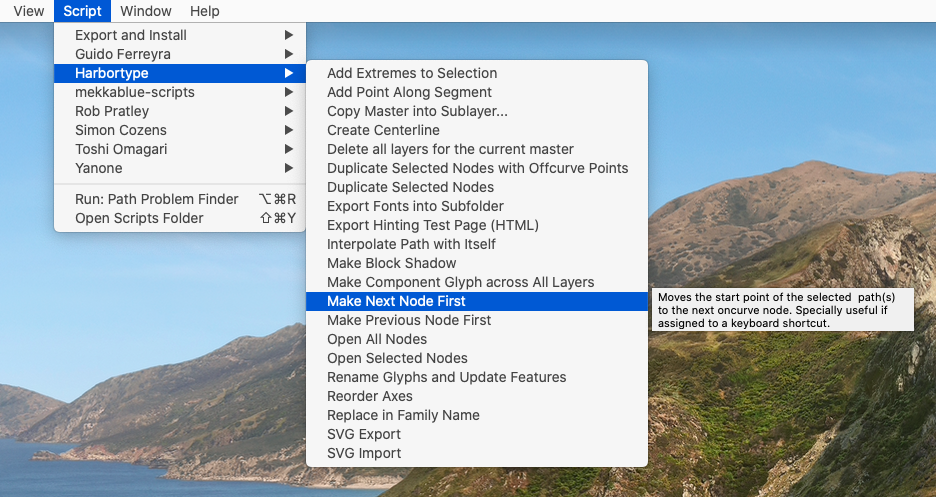 View Script Window Help
Export and Install ▶
Guido Ferreyra ▶
Harbortype ▶
mekkablue-scripts ▶
Rob Pratley ▶
Simon Cozens ▶
Toshi Omagari ▶
Yanone ▶
Run: Path Problem Finder ⌥⌘R
Open Scripts Folder ⇧⌘Y
Add Extremes to Selection
Add Point Along Segment
Copy Master into Sublayer...
Create Centerline
Delete all layers for the current master
Duplicate Selected Nodes with Offcurve Points
Duplicate Selected Nodes
Export Fonts into Subfolder
Export Hinting Test Page (HTML)
Interpolate Path with Itself
Make Block Shadow
Make Component Glyph across All Layers
Make Next Node First
Make Previous Node First
Open All Nodes
Open Selected Nodes
Rename Glyphs and Update Features
Reorder Axes
Replace in Family Name
SVG Export
SVG Import
Moves the start point of the selected  path(s)
to the next oncurve node. Specially useful if
assigned to a keyboard shortcut.